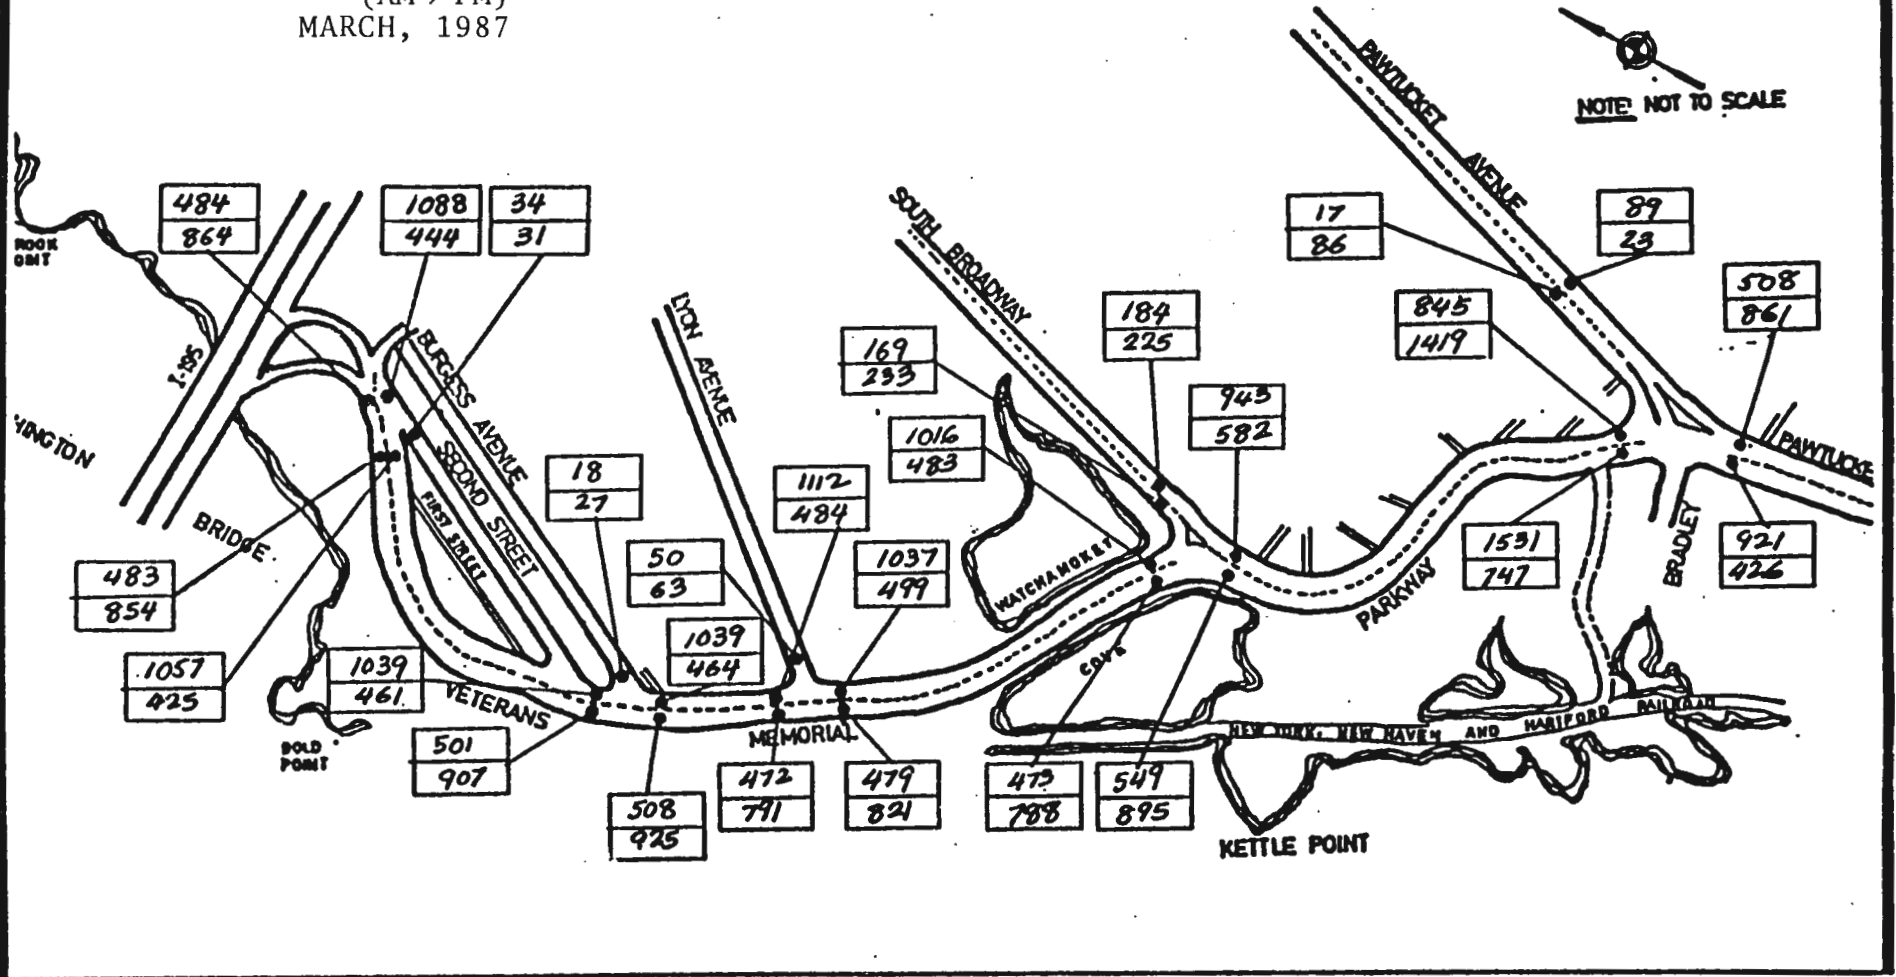 (AM / PM)
MARCH, 1987
NOTE: NOT TO SCALE
PAWTUCKET
AVENUE
484
864
1088
444
34
31
SOUTH BROADWAY
17
86
89
23
508
861
845
1419
184
225
169
233
943
582
1016
483
I-195
BURGESS AVENUE
SECOND STREET
FIRST STREET
LYON AVENUE
BRIDGE
18
27
1112
484
50
63
1037
499
483
854
1057
425
1039
461
1039
464
WATCHAMOKET
COVE
1531
747
BRADLEY
921
426
PAWTUCKE
PARKWAY
VETERANS
MEMORIAL
BOLD
POINT
501
907
508
925
472
791
479
821
473
788
549
895
NEW YORK, NEW HAVEN AND HARTFORD RAILROAD
KETTLE POINT